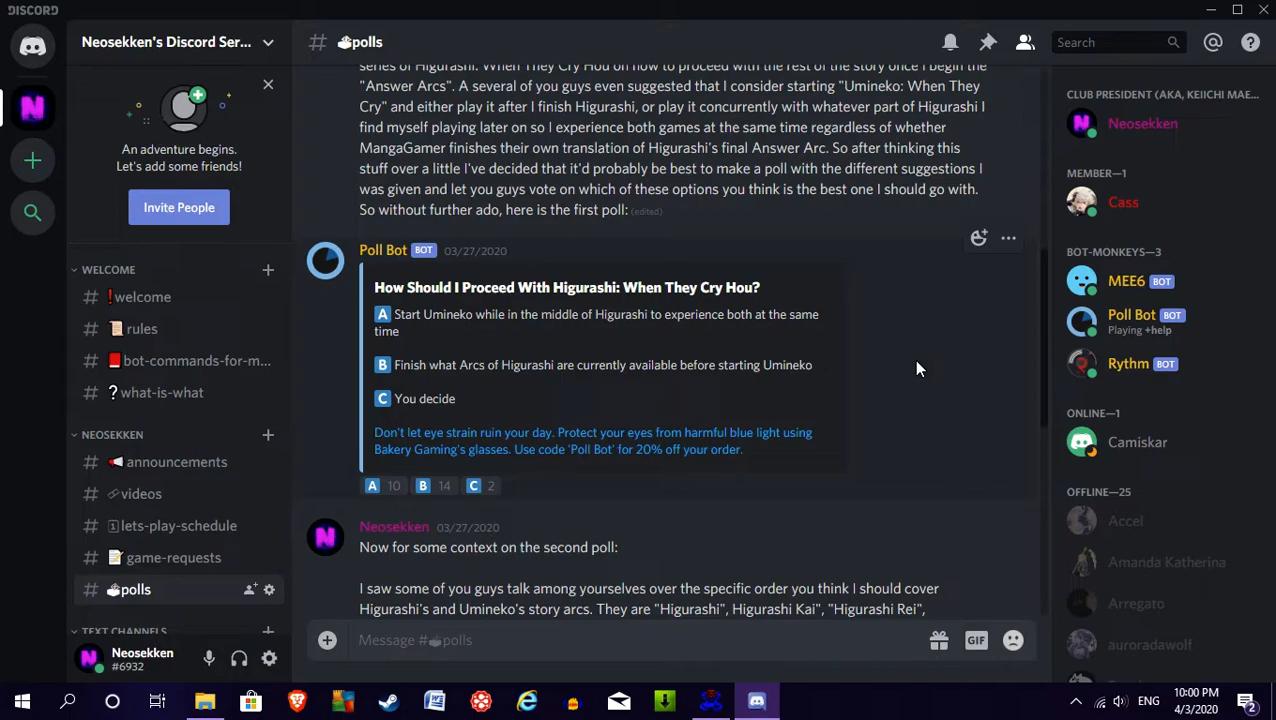 DISCORD
Neosekken's Discord Ser...
An adventure begins.
Let's add some friends!
Invite People
WELCOME
welcome
rules
bot-commands-for-m...
what-is-what
NEOSEKKEN
announcements
videos
lets-play-schedule
game-requests
polls
TEXT CHANNELS
Neosekken
#6932
# polls
Search
series of Higurashi: When They Cry Hou on how to proceed with the rest of the story once I begin the
"Answer Arcs". A several of you guys even suggested that I consider starting "Umineko: When They
Cry" and either play it after I finish Higurashi, or play it concurrently with whatever part of Higurashi I
find myself playing later on so I experience both games at the same time regardless of whether
MangaGamer finishes their own translation of Higurashi's final Answer Arc. So after thinking this
stuff over a little I've decided that it'd probably be best to make a poll with the different suggestions I
was given and let you guys vote on which of these options you think is the best one I should go with.
So without further ado, here is the first poll: (edited)
Poll Bot BOT 03/27/2020
How Should I Proceed With Higurashi: When They Cry Hou?
A Start Umineko while in the middle of Higurashi to experience both at the same
time
B Finish what Arcs of Higurashi are currently available before starting Umineko
C You decide
Don't let eye strain ruin your day. Protect your eyes from harmful blue light using
Bakery Gaming's glasses. Use code 'Poll Bot' for 20% off your order.
A 10 B 14 C 2
Neosekken 03/27/2020
Now for some context on the second poll:
I saw some of you guys talk among yourselves over the specific order you think I should cover
Higurashi's and Umineko's story arcs. They are "Higurashi", Higurashi Kai", "Higurashi Rei",
Message # polls
GIF
CLUB PRESIDENT (AKA, KEIICHI MAE...
Neosekken
MEMBER—1
Cass
BOT-MONKEYS—3
MEE6 BOT
Poll Bot BOT
Playing +help
Rythm BOT
ONLINE—1
Camiskar
OFFLINE—25
Accel
Amanda Katherina
Arregato
auroradawolf
ENG
10:00 PM
4/3/2020
2